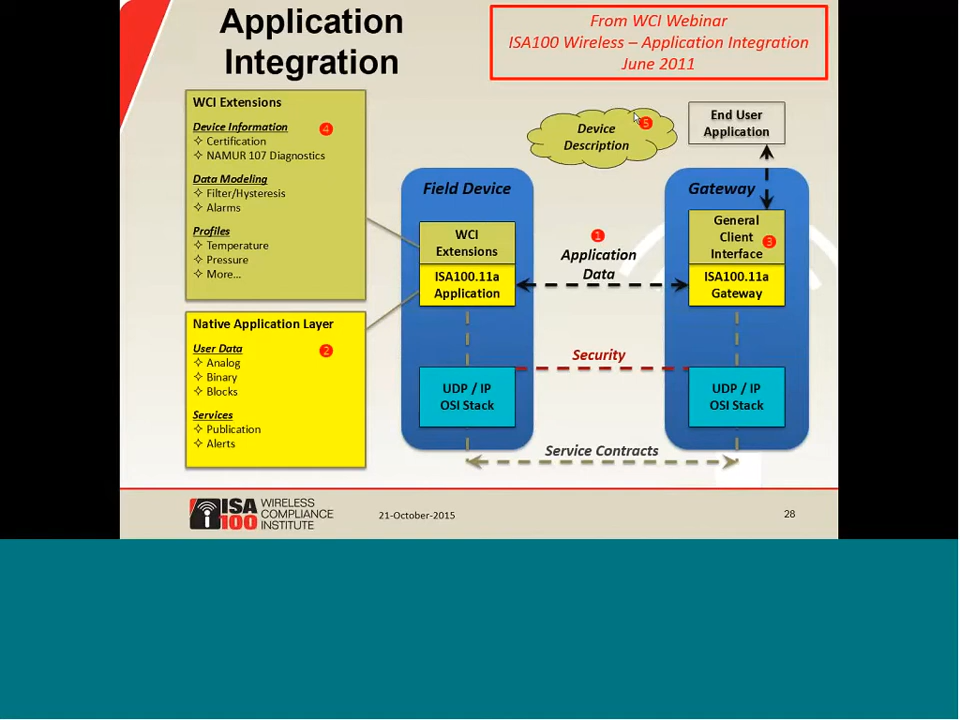 Application
Integration
From WCI Webinar
ISA100 Wireless – Application Integration
June 2011
WCI Extensions
Device Information
4
✧ Certification
✧ NAMUR 107 Diagnostics
Data Modeling
✧ Filter/Hysteresis
✧ Alarms
Profiles
✧ Temperature
✧ Pressure
✧ More...
Native Application Layer
User Data
2
✧ Analog
✧ Binary
✧ Blocks
Services
✧ Publication
✧ Alerts
Field Device
WCI
Extensions
ISA100.11a
Application
UDP / IP
OSI Stack
Device
Description
5
1
Application
Data
Security
Service Contracts
End User
Application
Gateway
General
Client
Interface
3
ISA100.11a
Gateway
UDP / IP
OSI Stack
ISA
100
WIRELESS
COMPLIANCE
INSTITUTE
21-October-2015
28